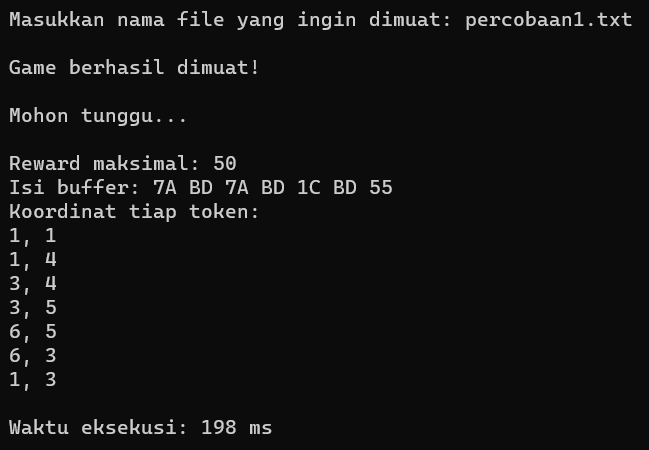 Masukkan nama file yang ingin dimuat: percobaan1.txt
Game berhasil dimuat!
Mohon tunggu...
Reward maksimal: 50
Isi buffer: 7A BD 7A BD 1C BD 55
Koordinat tiap token:
1, 1
1, 4
3, 4
3, 5
6, 5
6, 3
1, 3
Waktu eksekusi: 198 ms